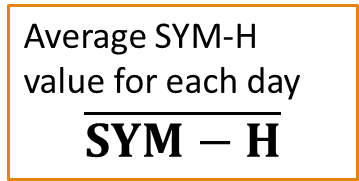 Average SYM-H
value for each day
SYM − H